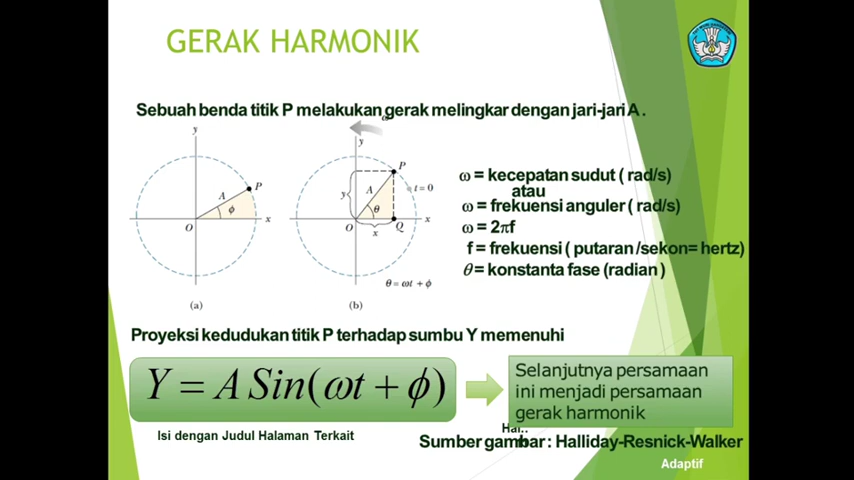 GERAK HARMONIK
Sebuah benda titik P melakukan gerak melingkar dengan jari-jari A .
ω
y
P
A
ϕ
O
x
(a)
y
P
y
A
t = 0
θ
O
Q
x
x
θ = ωt + ϕ
(b)
ω = kecepatan sudut ( rad/s)
atau
ω = frekuensi anguler ( rad/s)
ω = 2πf
f = frekuensi ( putaran /sekon= hertz)
θ = konstanta fase (radian )
Proyeksi kedudukan titik P terhadap sumbu Y memenuhi
Y = A Sin(ωt + ϕ)
Selanjutnya persamaan
ini menjadi persamaan
gerak harmonik
Hal.:
Isi dengan Judul Halaman Terkait
Sumber gambar : Halliday-Resnick-Walker
Adaptif